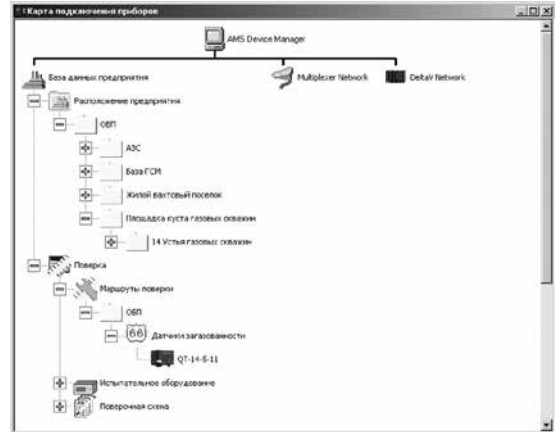 Карта подключения приборов
AMS Device Manager
База данных предприятия
Multiplexer Network
DeltaV Network
Расположение предприятия
ОБП
АЗС
База ГСМ
Жилой вахтовый поселок
Площадка куста газовых скважин
14 Устья газовых скважин
Поверка
Маршруты поверки
ОБП
66
Датчики загазованности
QT-14-5-11
Испытательное оборудование
Поверочная схема